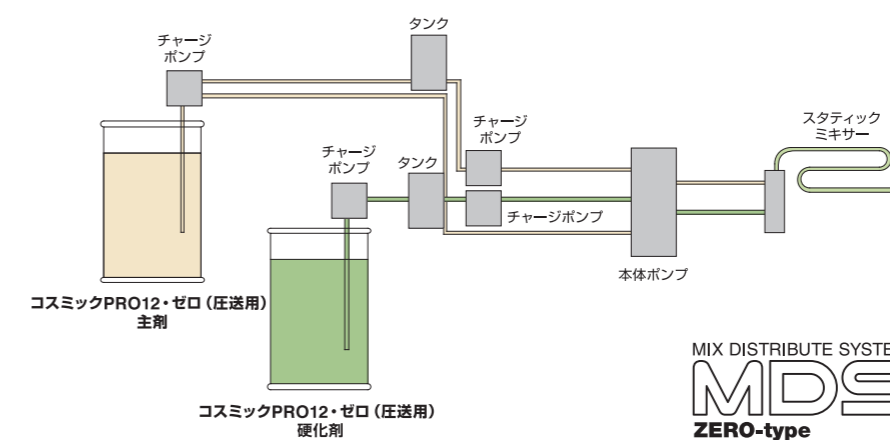 タンク
チャージ
ポンプ
スタティック
ミキサー
チャージ
ポンプ
チャージ
ポンプ
タンク
チャージポンプ
本体ポンプ
コスミックPRO12・ゼロ（圧送用）
主剤
コスミックPRO12・ゼロ（圧送用）
硬化剤
MIX DISTRIBUTE SYSTE
MDS
ZERO-type